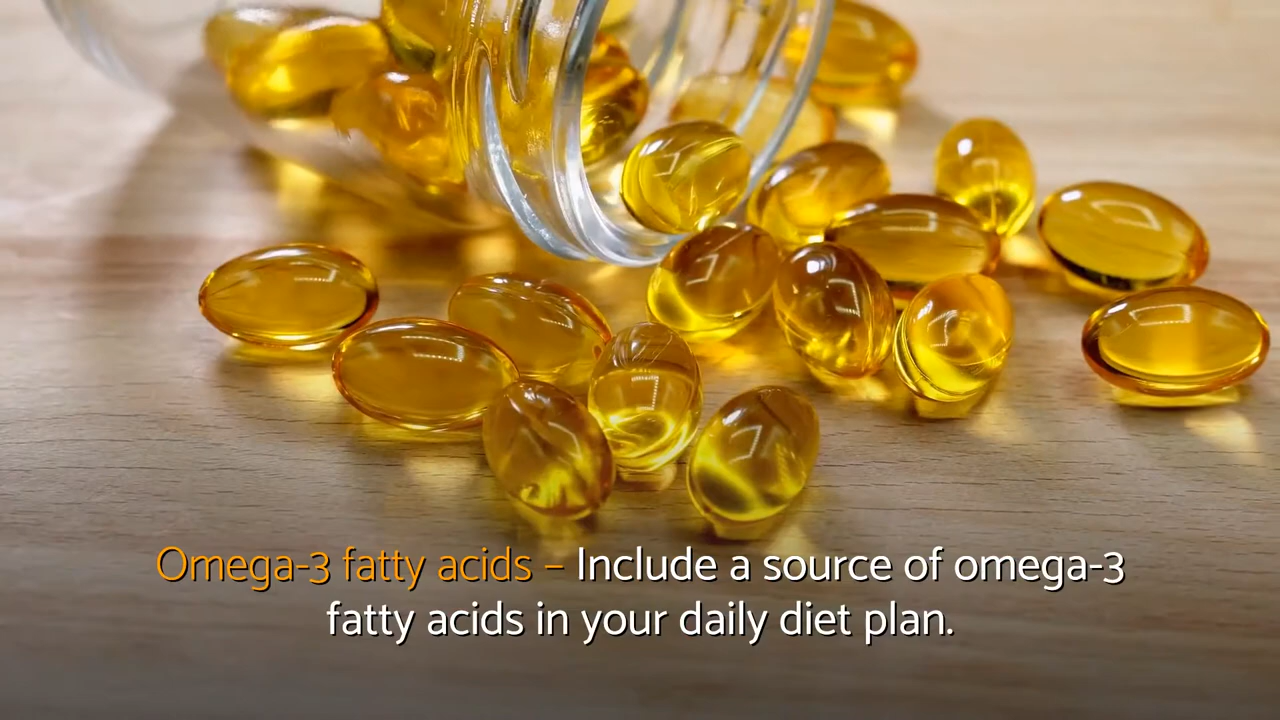 Omega-3 fatty acids – Include a source of omega-3
fatty acids in your daily diet plan.